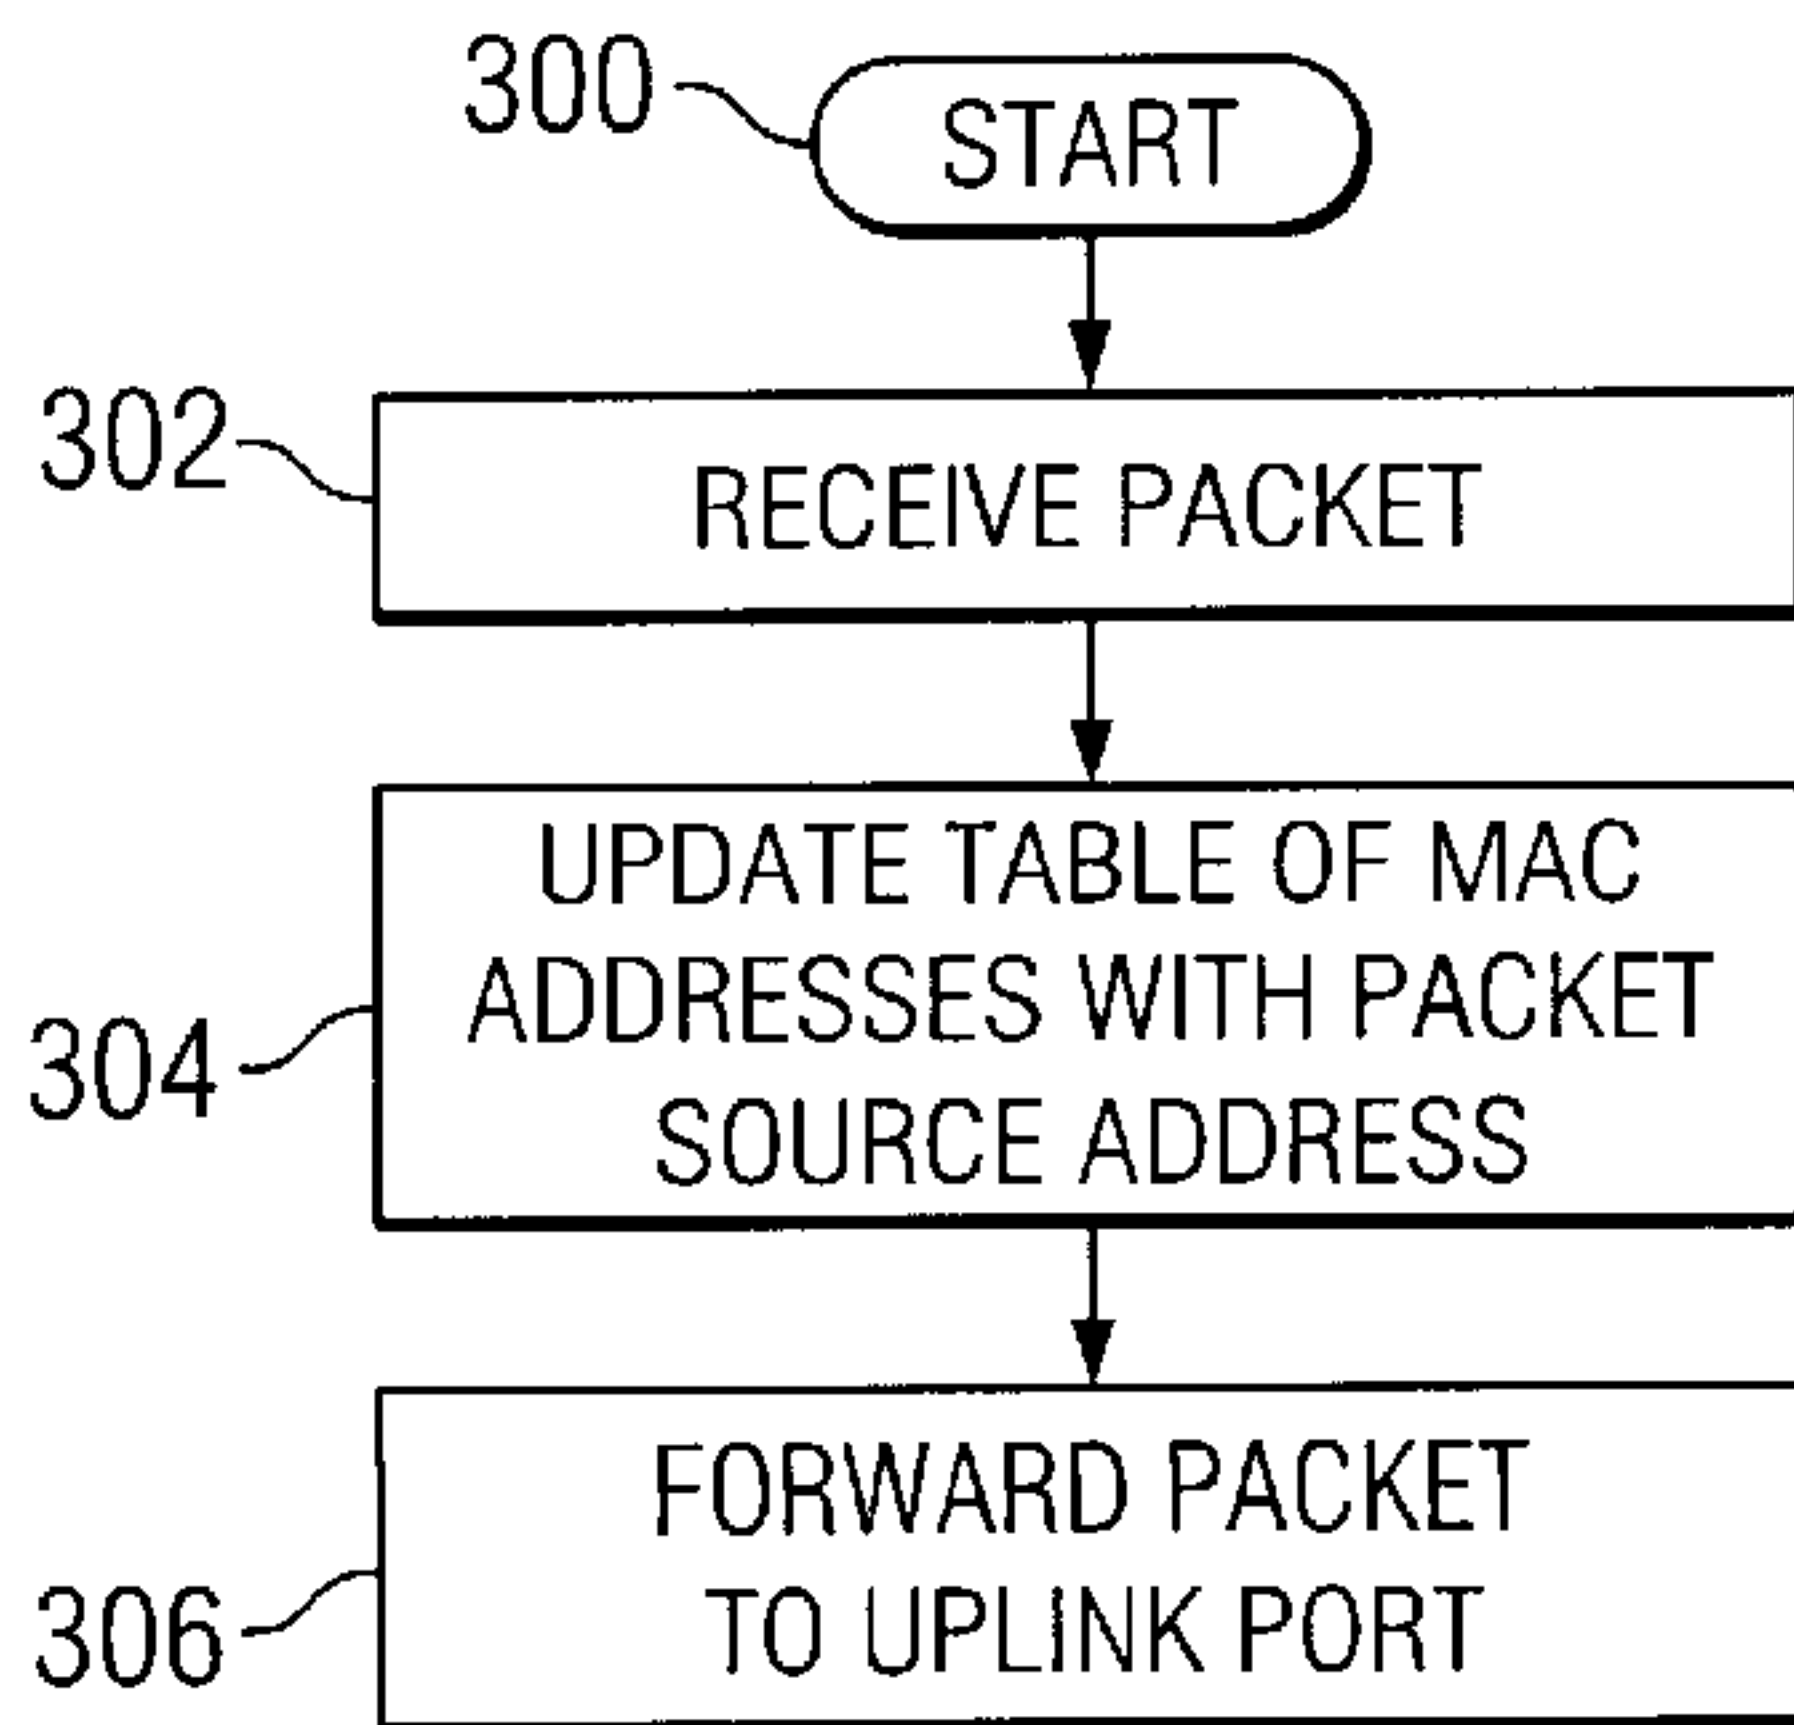 300
START
302
RECEIVE PACKET
UPDATE TABLE OF MAC
ADDRESSES WITH PACKET
304
SOURCE ADDRESS
FORWARD PACKET
306
TO UPLINK PORT